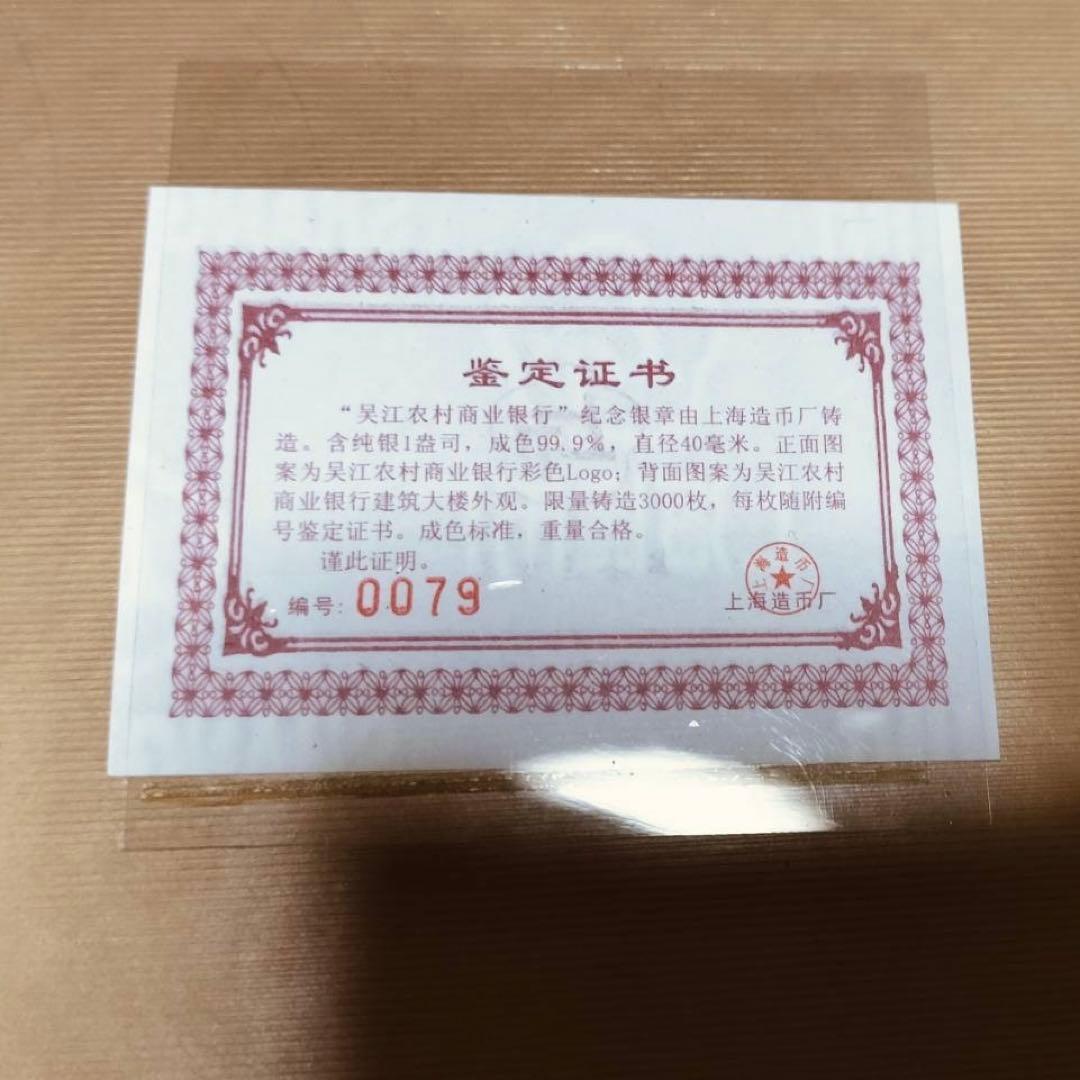 鉴定证书
“吴江农村商业银行”纪念银章由上海造币厂铸
造。含纯银1盎司，成色99.9%，直径40毫米。正面图
案为吴江农村商业银行彩色Logo；背面图案为吴江农村
商业银行建筑大楼外观。限量铸造3000枚，每枚随附编
号鉴定证书。成色标准，重量合格。
谨此证明。
编号：0079
上海造币厂
上海造币厂